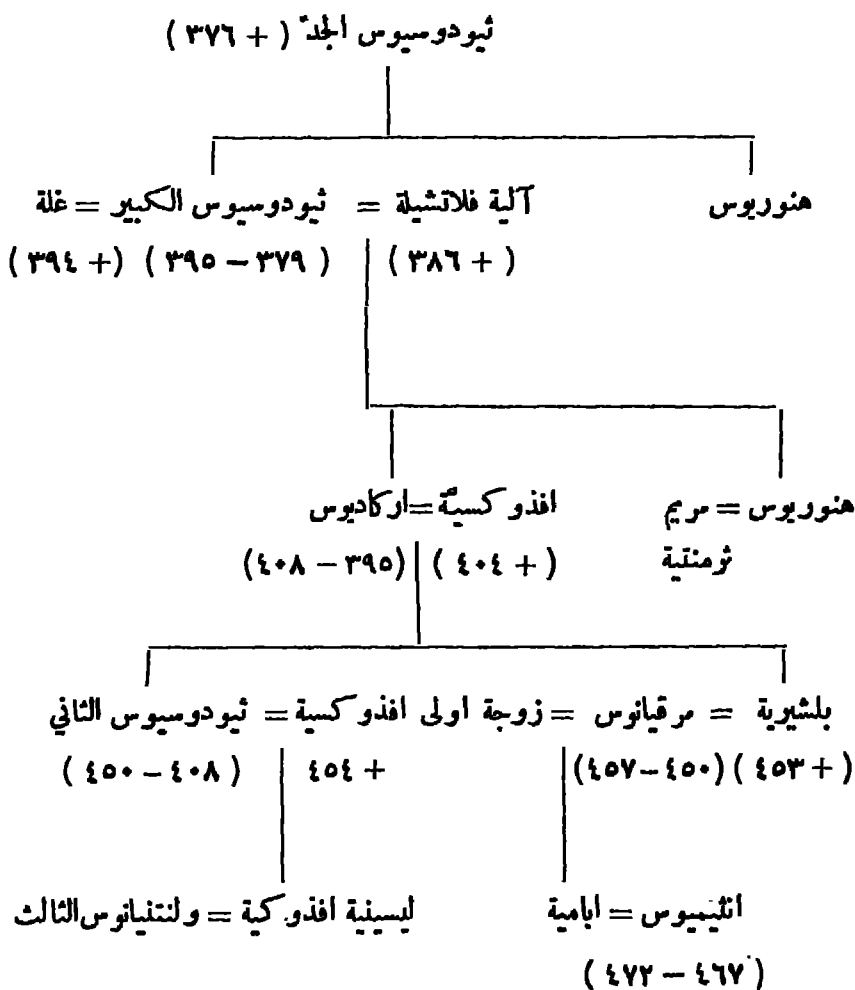 ثيودوسيوس الجدّ ( + ٣٧٦ )
هنوريوس آلية فلاتشيلة = ثيودوسيوس الكبير = غلة
( + ٣٨٦ ) ( ٣٧٩ – ٣٩٥ ) ( + ٣٩٤ )
هنوريوس = مريم افذوكسيّة = اركاديوس
ثرمنتية ( + ٤٠٤ ) ( ٣٩٥ – ٤٠٨ )
بلشيرية = مرقيانوس = زوجة اولى افذوكسية = ثيودوسيوس الثاني
( + ٤٥٣ ) ( ٤٥٠ – ٤٥٧ ) + ٤٥٤ ( ٤٠٨ – ٤٥٠ )
انثيميوس = ابامية ليسينية افذوكية = ولنتنيانوس الثالث
( ٤٦٧ – ٤٧٢ )